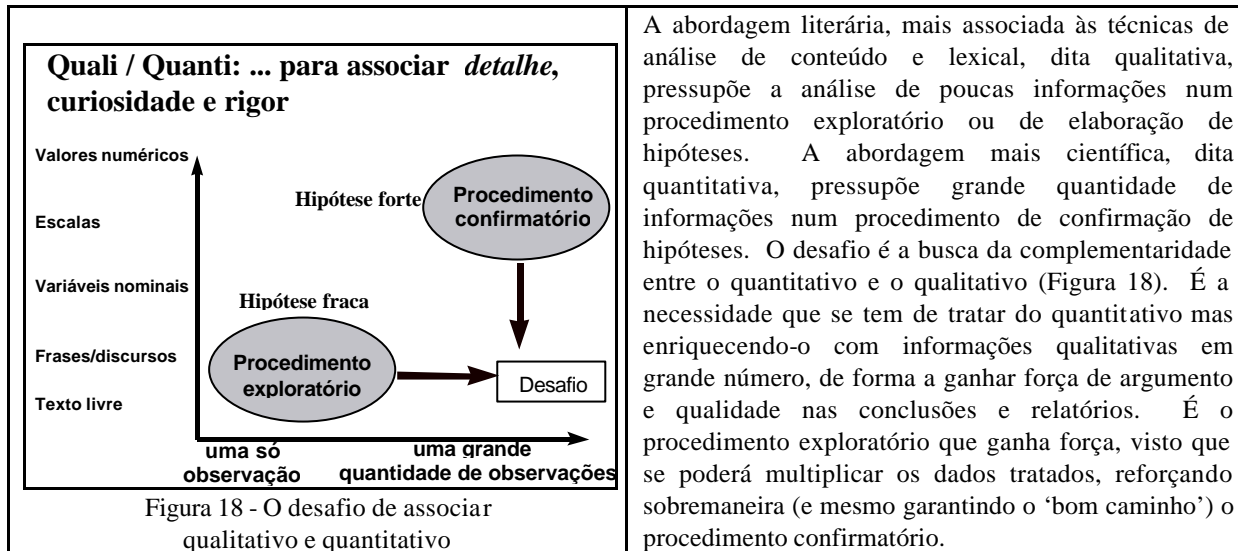 Quali / Quanti: ... para associar detalhe,
curiosidade e rigor
Valores numéricos
Escalas
Variáveis nominais
Frases/discursos
Texto livre
Hipótese forte
Procedimento
confirmatório
Hipótese fraca
Procedimento
exploratório
Desafio
uma só
observação
uma grande
quantidade de observações
Figura 18 - O desafio de associar
qualitativo e quantitativo
A abordagem literária, mais associada às técnicas de
análise de conteúdo e lexical, dita qualitativa,
pressupõe a análise de poucas informações num
procedimento exploratório ou de elaboração de
hipóteses. A abordagem mais científica, dita
quantitativa, pressupõe grande quantidade de
informações num procedimento de confirmação de
hipóteses. O desafio é a busca da complementaridade
entre o quantitativo e o qualitativo (Figura 18). É a
necessidade que se tem de tratar do quantitativo mas
enriquecendo-o com informações qualitativas em
grande número, de forma a ganhar força de argumento
e qualidade nas conclusões e relatórios. É o
procedimento exploratório que ganha força, visto que
se poderá multiplicar os dados tratados, reforçando
sobremaneira (e mesmo garantindo o ‘bom caminho’) o
procedimento confirmatório.